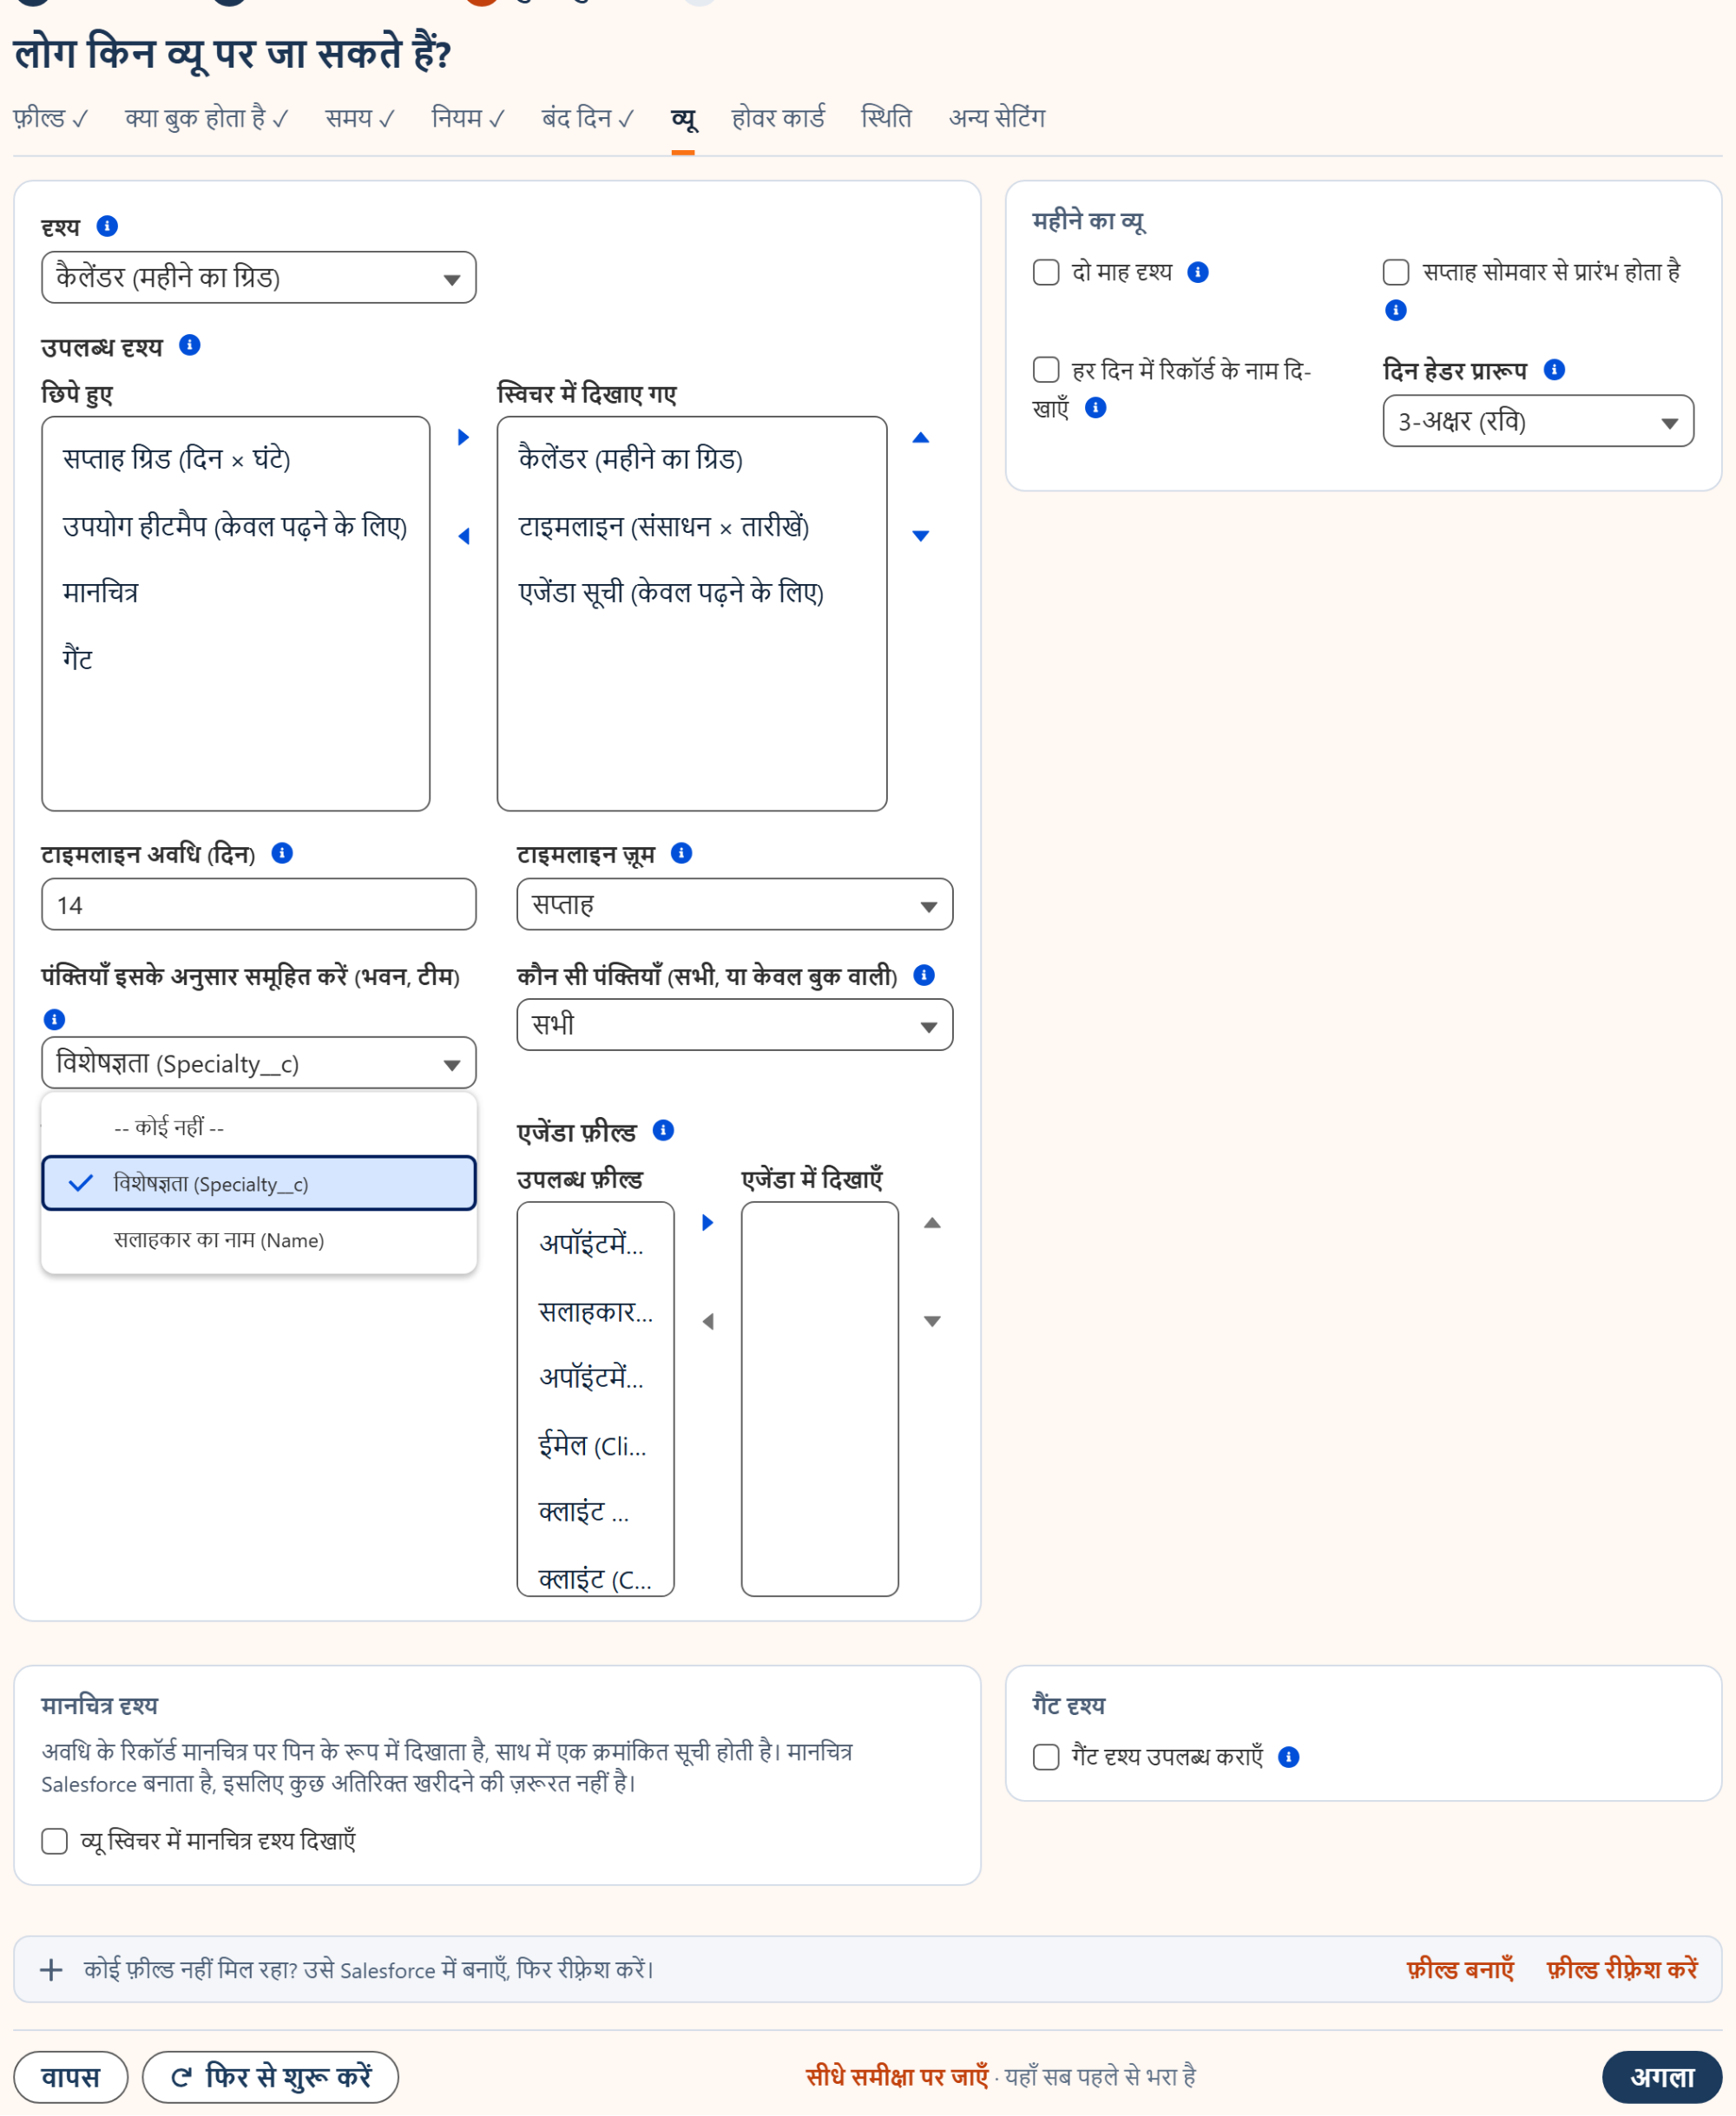 लोग किन व्यू पर जा सकते हैं?
फ़ील्ड ✓ क्या बुक होता है ✓ समय ✓ नियम ✓ बंद दिन ✓ व्यू होवर कार्ड स्थिति अन्य सेटिंग
दृश्य
कैलेंडर (महीने का ग्रिड)
उपलब्ध दृश्य
छिपे हुए
सप्ताह ग्रिड (दिन × घंटे)
उपयोग हीटमैप (केवल पढ़ने के लिए)
मानचित्र
गैंट
स्विचर में दिखाए गए
कैलेंडर (महीने का ग्रिड)
टाइमलाइन (संसाधन × तारीखें)
एजेंडा सूची (केवल पढ़ने के लिए)
टाइमलाइन अवधि (दिन)
14
टाइमलाइन ज़ूम
सप्ताह
पंक्तियाँ इसके अनुसार समूहित करें (भवन, टीम)
विशेषज्ञता (Specialty__c)
-- कोई नहीं --
विशेषज्ञता (Specialty__c)
सलाहकार का नाम (Name)
कौन सी पंक्तियाँ (सभी, या केवल बुक वाली)
सभी
एजेंडा फ़ील्ड
उपलब्ध फ़ील्ड
अपॉइंटमें...
सलाहकार...
अपॉइंटमें...
ईमेल (Cli...
क्लाइंट ...
क्लाइंट (C...
एजेंडा में दिखाएँ
महीने का व्यू
दो माह दृश्य
सप्ताह सोमवार से प्रारंभ होता है
हर दिन में रिकॉर्ड के नाम दि-
खाएँ
दिन हेडर प्रारूप
3-अक्षर (रवि)
मानचित्र दृश्य
अवधि के रिकॉर्ड मानचित्र पर पिन के रूप में दिखाता है, साथ में एक क्रमांकित सूची होती है। मानचित्र
Salesforce बनाता है, इसलिए कुछ अतिरिक्त खरीदने की ज़रूरत नहीं है।
व्यू स्विचर में मानचित्र दृश्य दिखाएँ
गैंट दृश्य
गैंट दृश्य उपलब्ध कराएँ
कोई फ़ील्ड नहीं मिल रहा? उसे Salesforce में बनाएँ, फिर रीफ़्रेश करें।
फ़ील्ड बनाएँ फ़ील्ड रीफ़्रेश करें
वापस फिर से शुरू करें सीधे समीक्षा पर जाएँ · यहाँ सब पहले से भरा है अगला